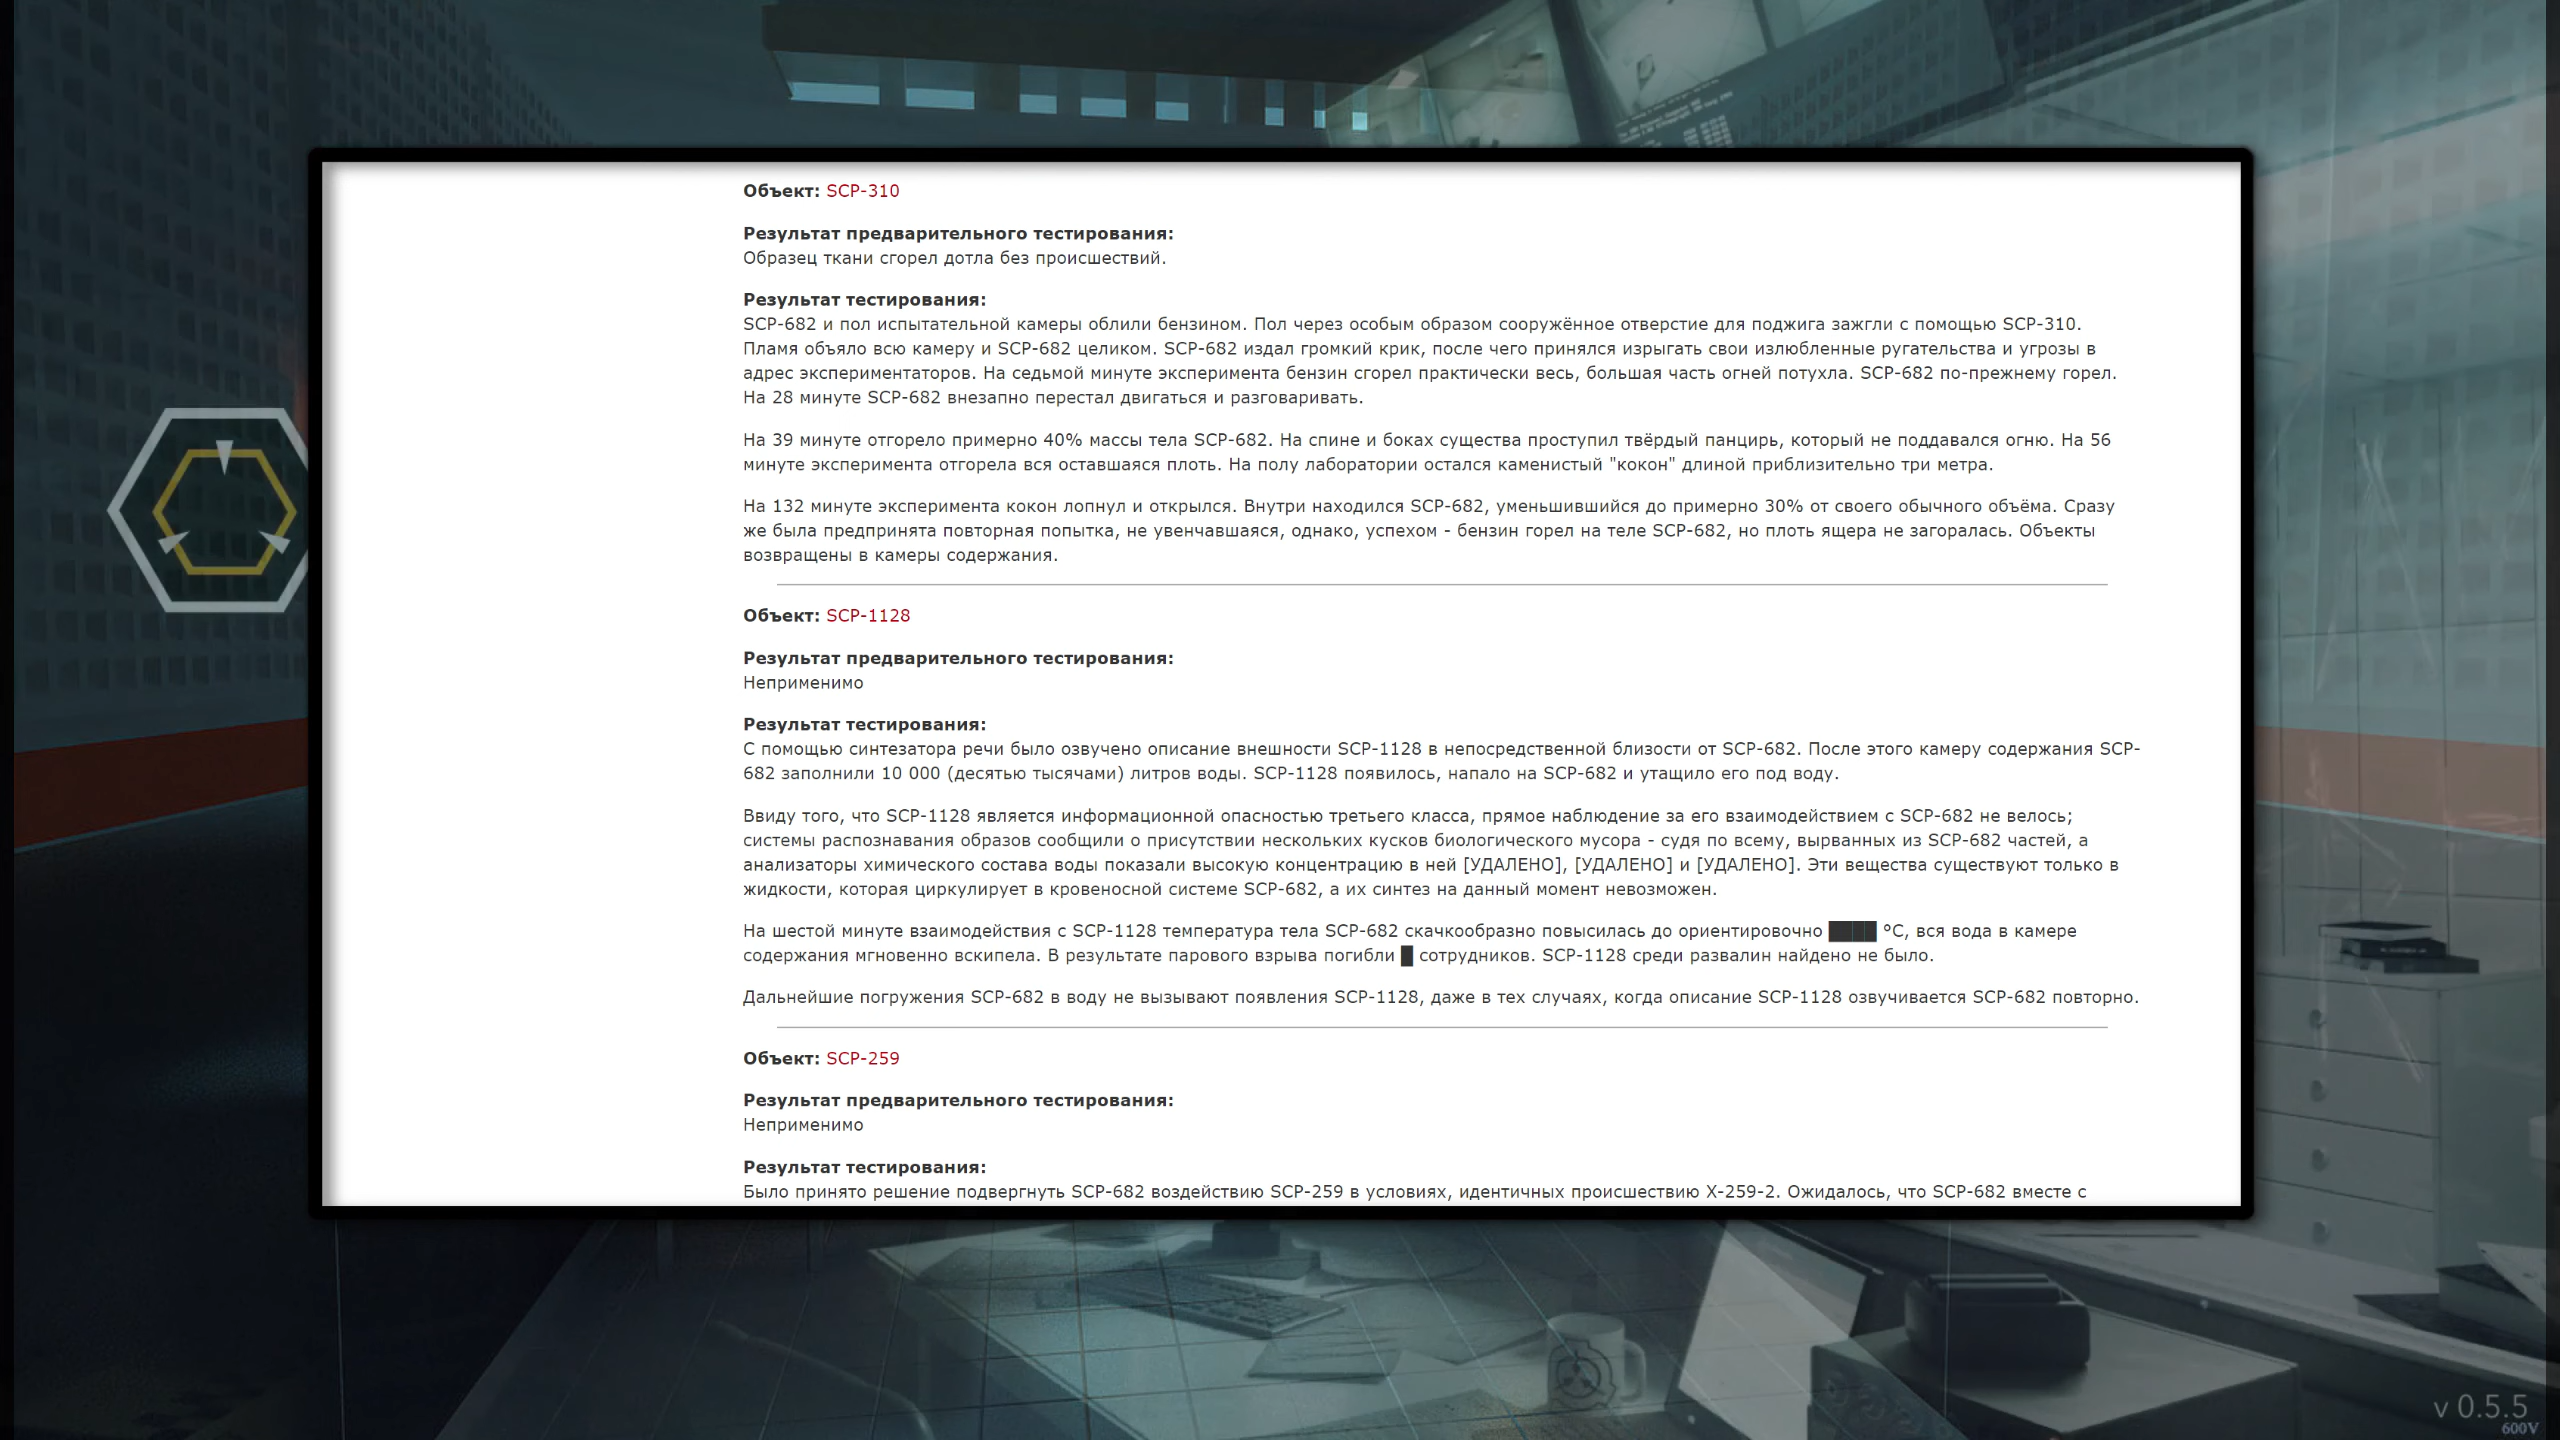 Объект: SCP-310
Результат предварительного тестирования:
Образец ткани сгорел дотла без происшествий.
Результат тестирования:
SCP-682 и пол испытательной камеры облили бензином. Пол через особым образом сооружённое отверстие для поджига зажгли с помощью SCP-310.
Пламя объяло всю камеру и SCP-682 целиком. SCP-682 издал громкий крик, после чего принялся изрыгать свои излюбленные ругательства и угрозы в
адрес экспериментаторов. На седьмой минуте эксперимента бензин сгорел практически весь, большая часть огней потухла. SCP-682 по-прежнему горел.
На 28 минуте SCP-682 внезапно перестал двигаться и разговаривать.
На 39 минуте отгорело примерно 40% массы тела SCP-682. На спине и боках существа проступил твёрдый панцирь, который не поддавался огню. На 56
минуте эксперимента отгорела вся оставшаяся плоть. На полу лаборатории остался каменистый "кокон" длиной приблизительно три метра.
На 132 минуте эксперимента кокон лопнул и открылся. Внутри находился SCP-682, уменьшившийся до примерно 30% от своего обычного объёма. Сразу
же была предпринята повторная попытка, не увенчавшаяся, однако, успехом - бензин горел на теле SCP-682, но плоть ящера не загоралась. Объекты
возвращены в камеры содержания.
Объект: SCP-1128
Результат предварительного тестирования:
Неприменимо
Результат тестирования:
С помощью синтезатора речи было озвучено описание внешности SCP-1128 в непосредственной близости от SCP-682. После этого камеру содержания SCP-
682 заполнили 10 000 (десятью тысячами) литров воды. SCP-1128 появилось, напало на SCP-682 и утащило его под воду.
Ввиду того, что SCP-1128 является информационной опасностью третьего класса, прямое наблюдение за его взаимодействием с SCP-682 не велось;
системы распознавания образов сообщили о присутствии нескольких кусков биологического мусора - судя по всему, вырванных из SCP-682 частей, а
анализаторы химического состава воды показали высокую концентрацию в ней [УДАЛЕНО], [УДАЛЕНО] и [УДАЛЕНО]. Эти вещества существуют только в
жидкости, которая циркулирует в кровеносной системе SCP-682, а их синтез на данный момент невозможен.
На шестой минуте взаимодействия с SCP-1128 температура тела SCP-682 скачкообразно повысилась до ориентировочно ████ °C, вся вода в камере
содержания мгновенно вскипела. В результате парового взрыва погибли █ сотрудников. SCP-1128 среди развалин найдено не было.
Дальнейшие погружения SCP-682 в воду не вызывают появления SCP-1128, даже в тех случаях, когда описание SCP-1128 озвучивается SCP-682 повторно.
Объект: SCP-259
Результат предварительного тестирования:
Неприменимо
Результат тестирования:
Было принято решение подвергнуть SCP-682 воздействию SCP-259 в условиях, идентичных происшествию X-259-2. Ожидалось, что SCP-682 вместе с
v 0.5.5
600V